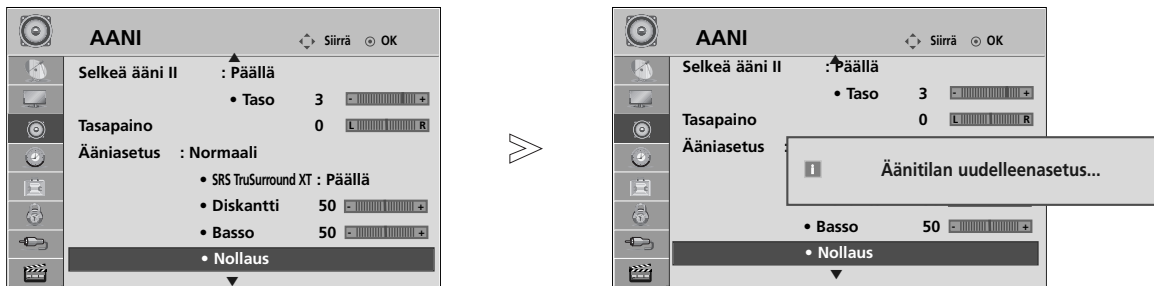 AANI Siirrä OK
Selkeä ääni II : Päällä
• Taso 3 - +
Tasapaino 0 L R
Ääniasetus : Normaali
• SRS TruSurround XT : Päällä
• Diskantti 50 - +
• Basso 50 - +
• Nollaus
AANI Siirrä OK
Selkeä ääni II : Päällä
• Taso 3 - +
Tasapaino 0 L R
Ääniasetus :
i Äänitilan uudelleenasetus...
• Basso 50 - +
• Nollaus